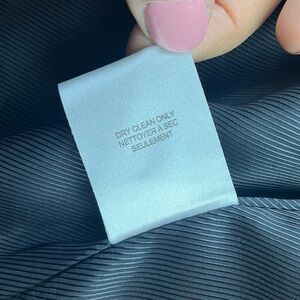 DRY CLEAN ONLY
NETTOYER À SEC
SEULEMENT